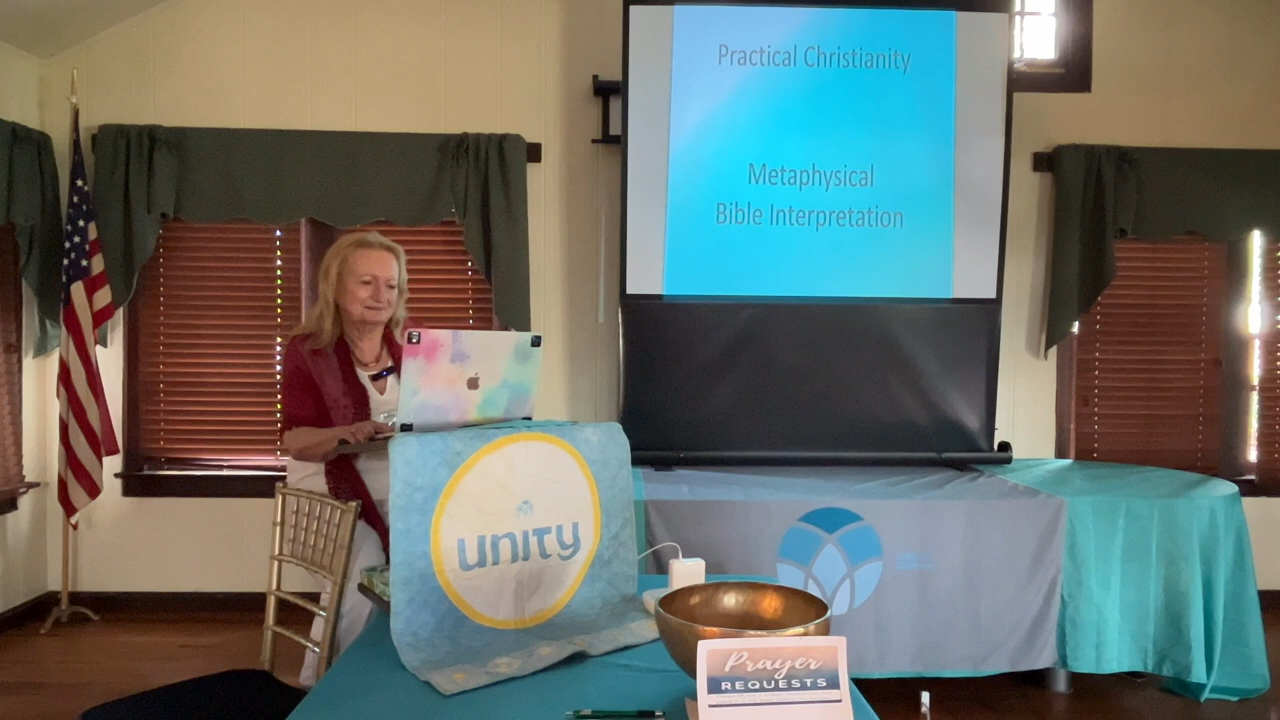 Practical Christianity
Metaphysical
Bible Interpretation
unity
Prayer
REQUESTS